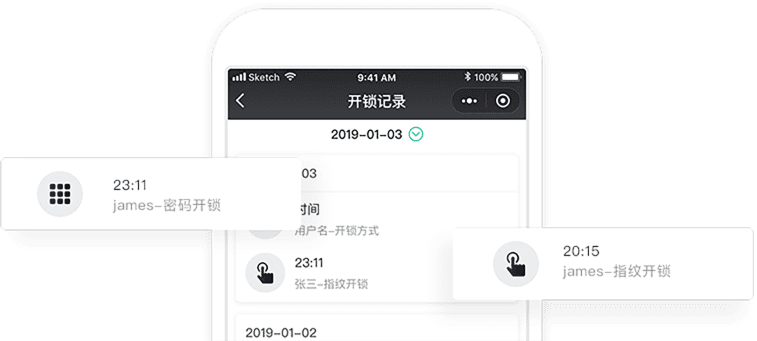 Sketch
9:41 AM
100%
开锁记录
2019-01-03
23:11
james-密码开锁
03
时间
用户名-开锁方式
23:11
张三-指纹开锁
20:15
james-指纹开锁
2019-01-02